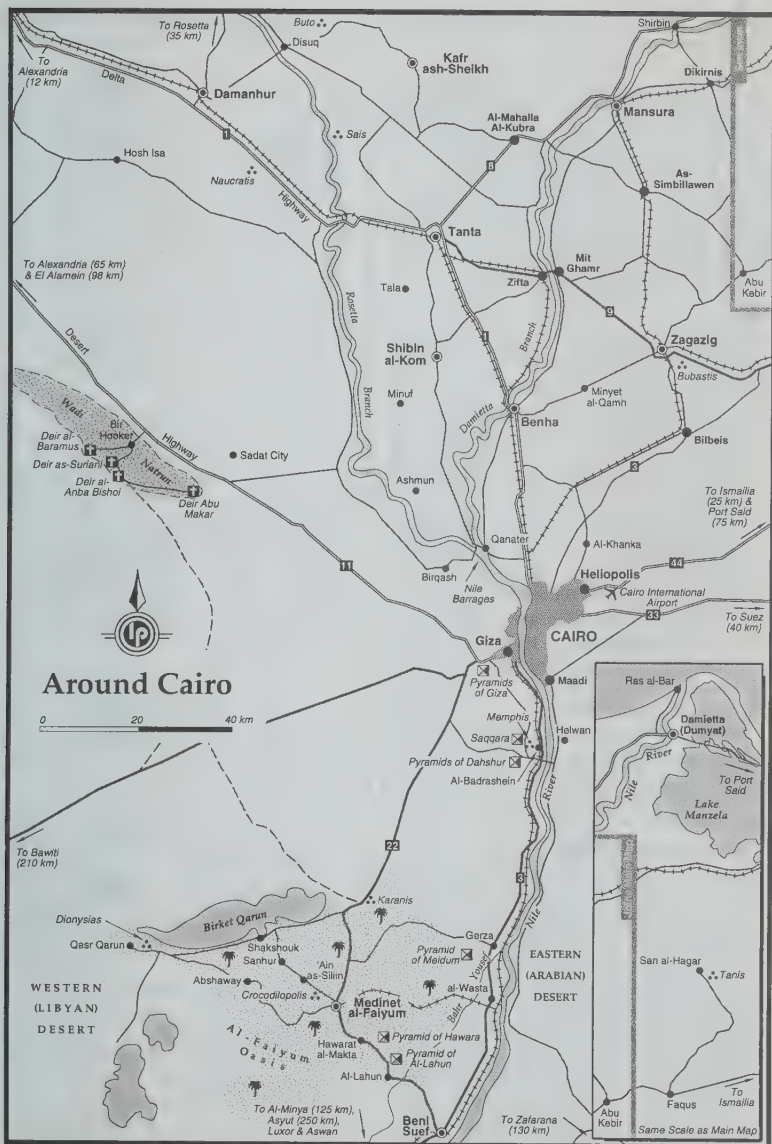 To Rosetta
(35 km)
Buto
Shirbin
Disuq
To
Alexandria
(12 km)
Delta
Kafr
ash-Sheikh
Dikirnis
Damanhur
Mansura
Al-Mahalla
Al-Kubra
1
Sais
Hosh Isa
8
Naucratis
As-
Simbillawen
Highway
Tanta
To Alexandria (65 km)
& El Alamein (98 km)
Mit
Ghamr
Zifta
Abu
Kebir
Tala
Rosetta
Branch
9
Desert
1
Branch
Zagazig
Shibin
al-Kom
Bubastis
Wadi
Minuf
Damietta
Minyet
al-Qamh
Bir
Hooker
Benha
Deir al-
Baramus
Highway
Bilbeis
Deir as-Suriani
Natrun
Sadat City
3
Deir al-
Anba Bishoi
Deir Abu
Makar
Ashmun
To Ismailia
(25 km) &
Port Said
(75 km)
Qanater
Al-Khanka
11
Birqash
Heliopolis
44
Nile
Barrages
Cairo International
Airport
LP
33
Giza
CAIRO
To Suez
(40 km)
Around Cairo
Pyramids
of Giza
Maadi
Ras al-Bar
0 20 40 km
Memphis
Damietta
(Dumyat)
Saqqara
Helwan
River
Pyramids of Dahshur
Nile
To Port
Said
Al-Badrashein
River
Lake
Manzela
To Bawiti
(210 km)
22
3
Karanis
Nile
Dionysias
Birket Qarun
Gerza
Qasr Qarun
Shakshouk
Pyramid
of Meidum
EASTERN
(ARABIAN)
DESERT
Sanhur
'Ain
as-Siliin
San al-Hagar
Tanis
Yousef
WESTERN
(LIBYAN)
DESERT
Abshaway
al-Wasta
Crocodilopolis
Medinet
al-Faiyum
Bahr
Al-Faiyum
Oasis
Pyramid of Hawara
Hawarat
al-Makta
Pyramid of
Al-Lahun
Al-Lahun
To
Ismailia
To Al-Minya (125 km),
Asyut (250 km),
Luxor & Aswan
Abu
Kebir
Faqus
Beni
Suef
To Zafarana
(130 km)
Same Scale as Main Map